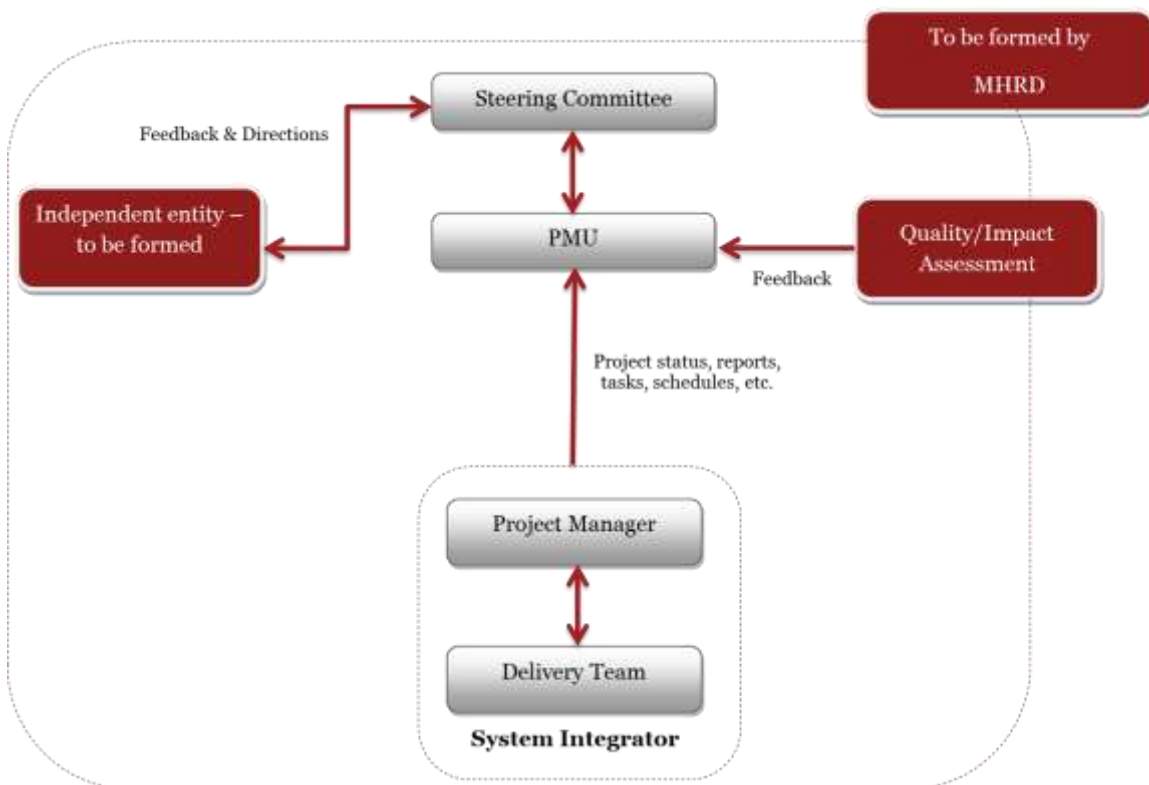 To be formed by
MHRD
Steering Committee
Feedback & Directions
Independent entity –
to be formed
PMU
Quality/Impact
Assessment
Feedback
Project status, reports,
tasks, schedules, etc.
Project Manager
Delivery Team
System Integrator